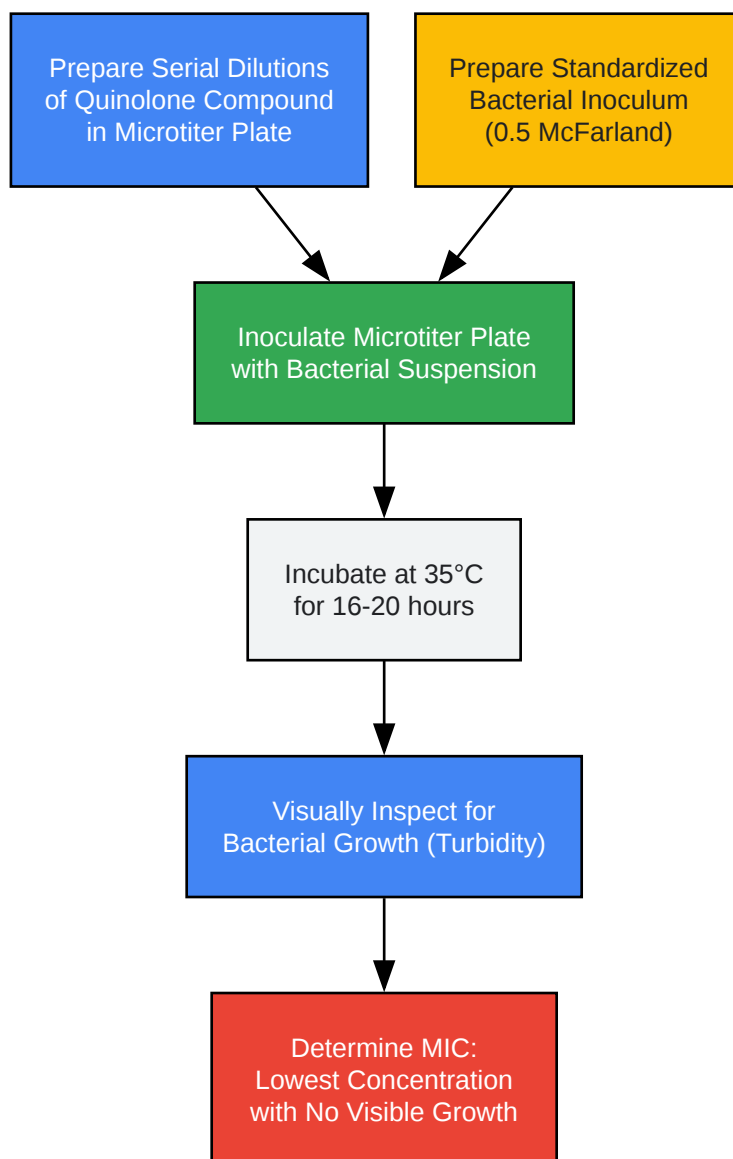 Prepare Serial Dilutions
of Quinolone Compound
in Microtiter Plate
Prepare Standardized
Bacterial Inoculum
(0.5 McFarland)
Inoculate Microtiter Plate
with Bacterial Suspension
Incubate at 35°C
for 16-20 hours
Visually Inspect for
Bacterial Growth (Turbidity)
Determine MIC:
Lowest Concentration
with No Visible Growth